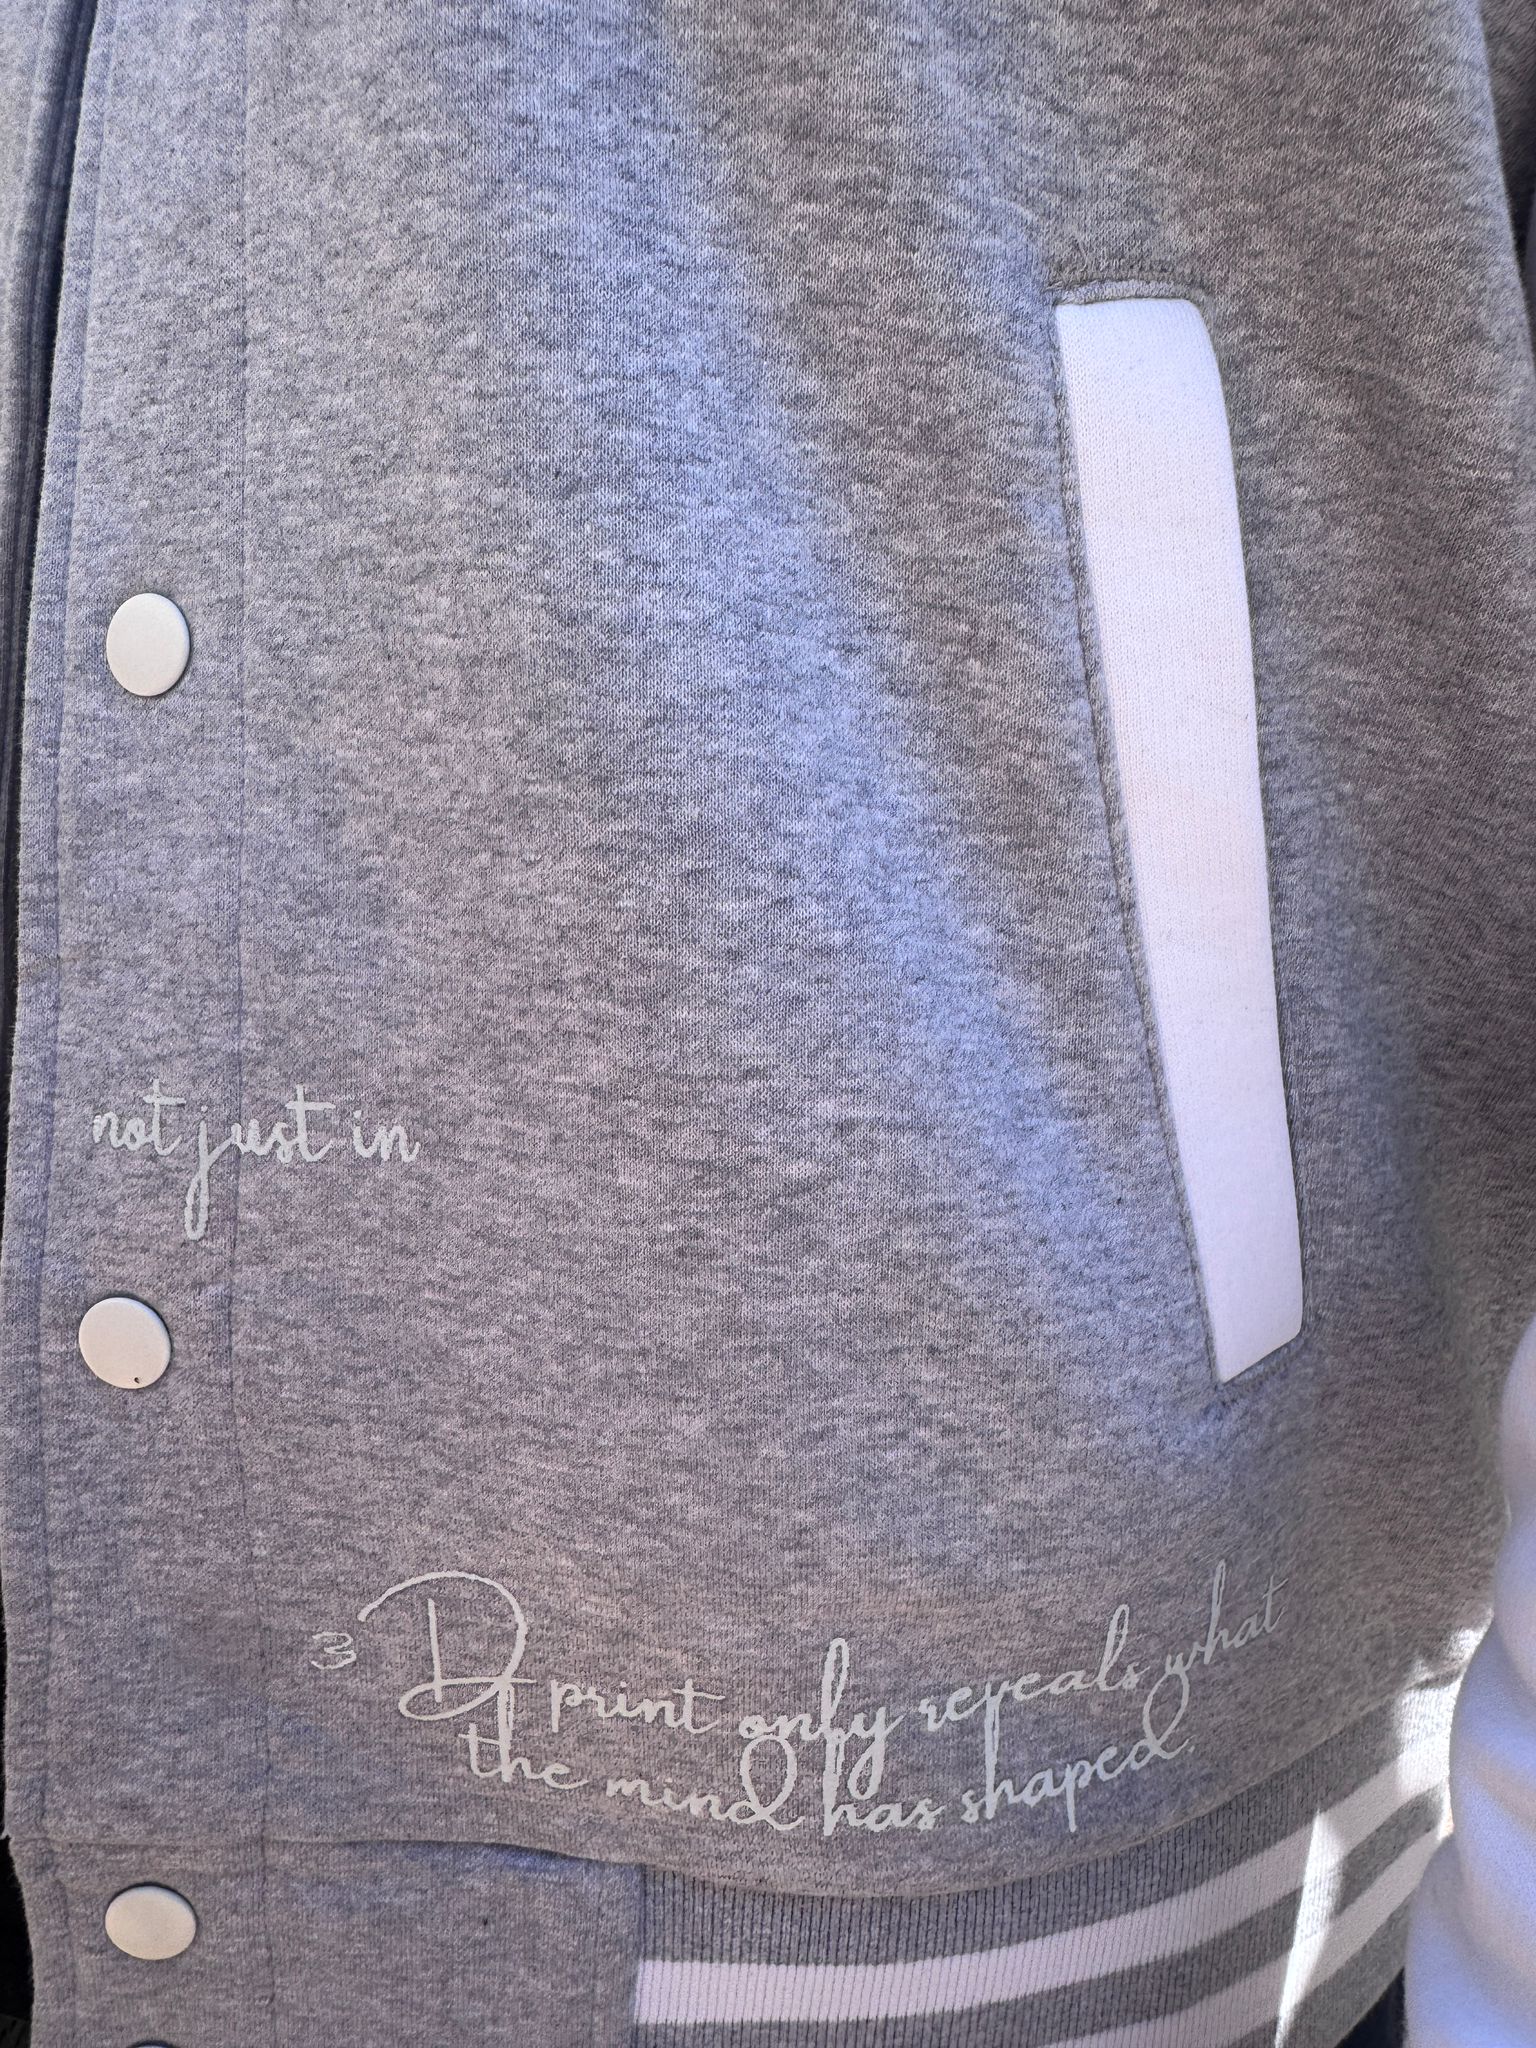 not just in
3D print only reveals what
the mind has shaped.